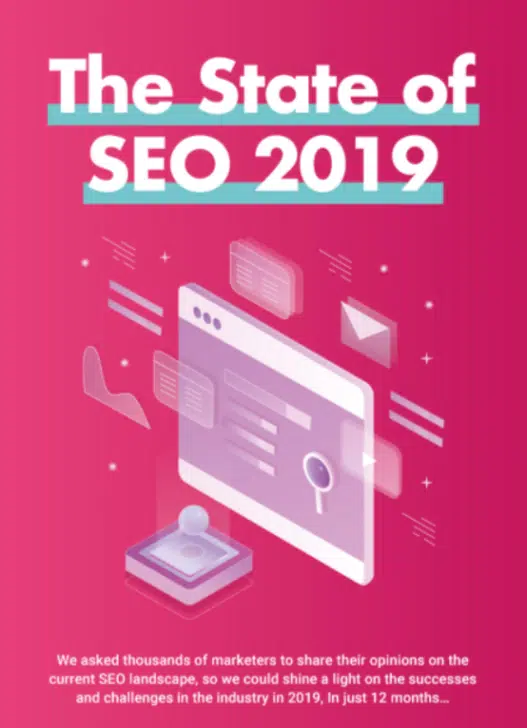 The State of
SEO 2019
We asked thousands of marketers to share their opinions on the
current SEO landscape, so we could shine a light on the successes
and challenges in the industry in 2019, In just 12 months...